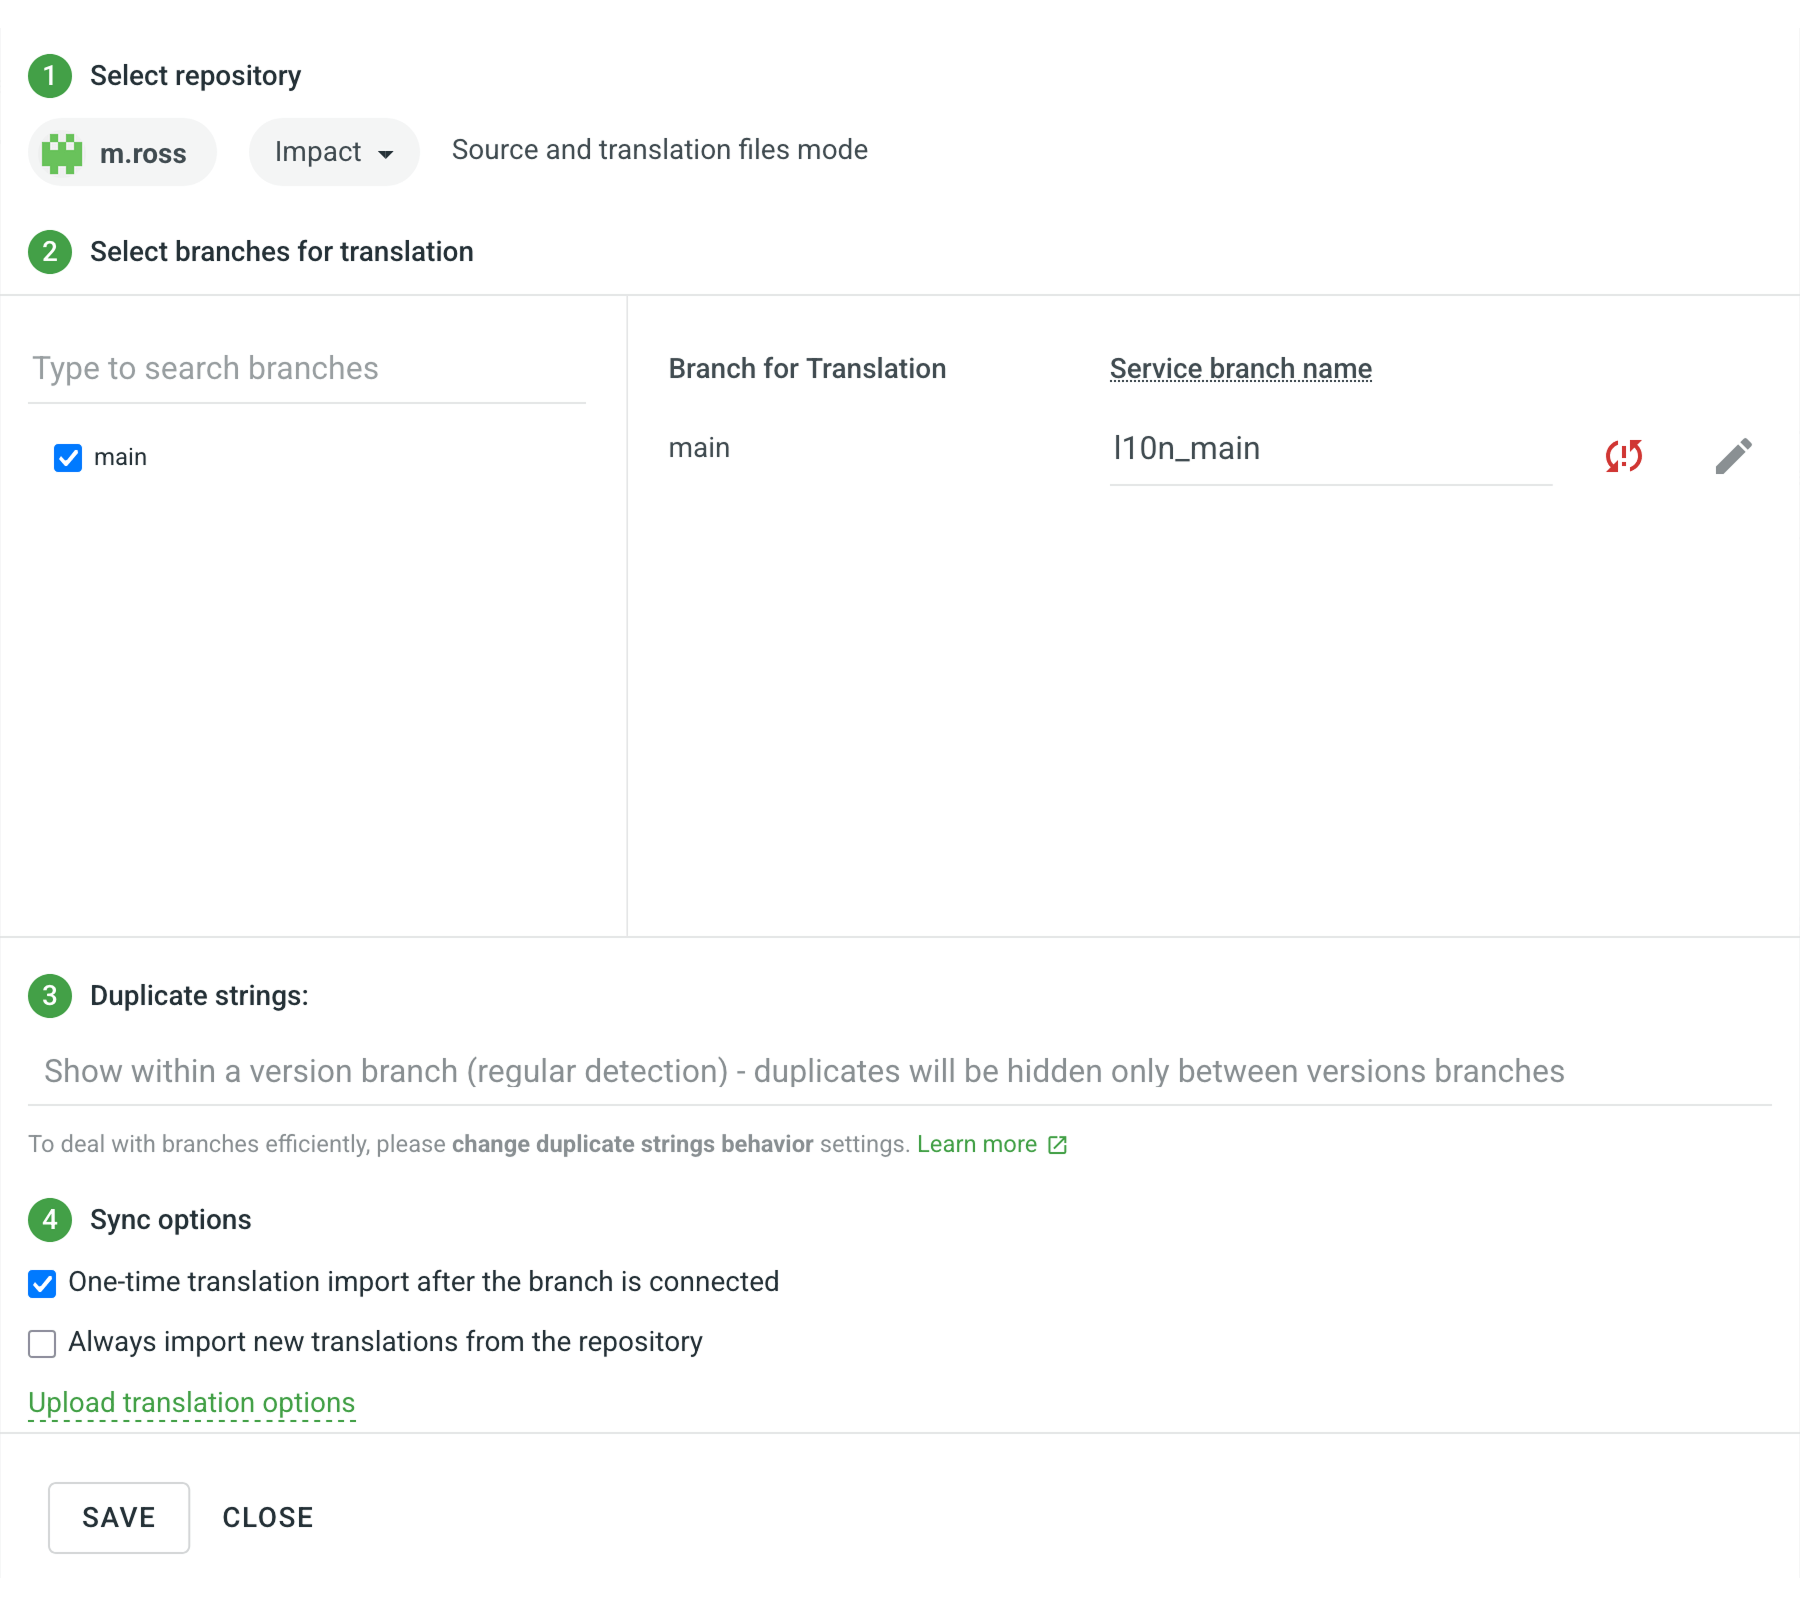 1 Select repository
m.ross Impact Source and translation files mode
2 Select branches for translation
Type to search branches
main
Branch for Translation Service branch name
main l10n_main
3 Duplicate strings:
Show within a version branch (regular detection) - duplicates will be hidden only between versions branches
To deal with branches efficiently, please change duplicate strings behavior settings. Learn more
4 Sync options
One-time translation import after the branch is connected
Always import new translations from the repository
Upload translation options
SAVE CLOSE